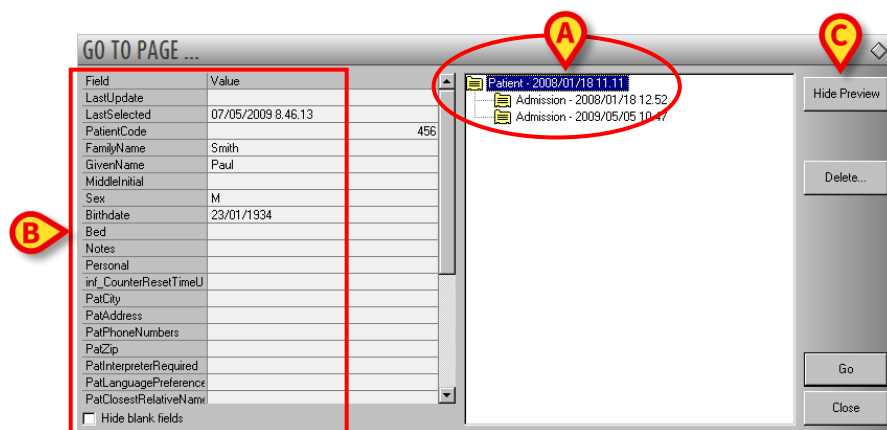 A
C
GO TO PAGE ...
Field Value
LastUpdate
LastSelected 07/05/2009 8.46.13
PatientCode 456
FamilyName Smith
GivenName Paul
MiddleInitial
Sex M
Birthdate 23/01/1934
B
Bed
Notes
Personal
inf_CounterResetTimeU
PatCity
PatAddress
PatPhoneNumbers
PatZip
PatInterpreterRequired
PatLanguagePreference
PatClosestRelativeName
Hide blank fields
Patient - 2008/01/18 11.11
Admission - 2008/01/18 12.52
Admission - 2009/05/05 10.47
Hide Preview
Delete...
Go
Close